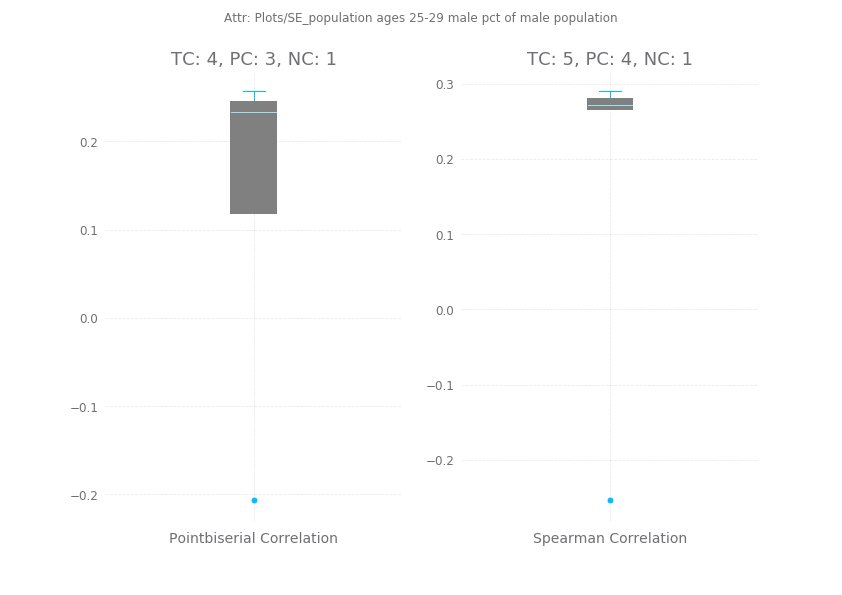 Attr: Plots/SE_population ages 25-29 male pct of male population
TC: 4, PC: 3, NC: 1
0.2
0.1
0.0
−0.1
−0.2
Pointbiserial Correlation
TC: 5, PC: 4, NC: 1
0.3
0.2
0.1
0.0
−0.1
−0.2
Spearman Correlation